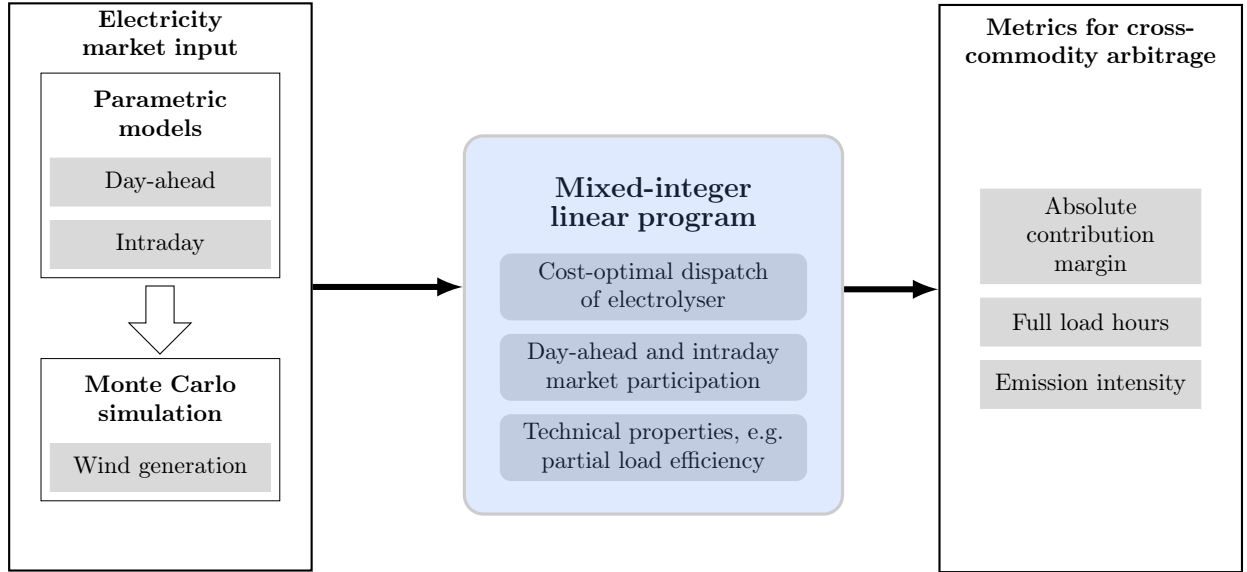 Electricity
market input
Parametric
models
Day-ahead
Intraday
Monte Carlo
simulation
Wind generation
Mixed-integer
linear program
Cost-optimal dispatch
of electrolyser
Day-ahead and intraday
market participation
Technical properties, e.g.
partial load efficiency
Metrics for cross-
commodity arbitrage
Absolute
contribution
margin
Full load hours
Emission intensity